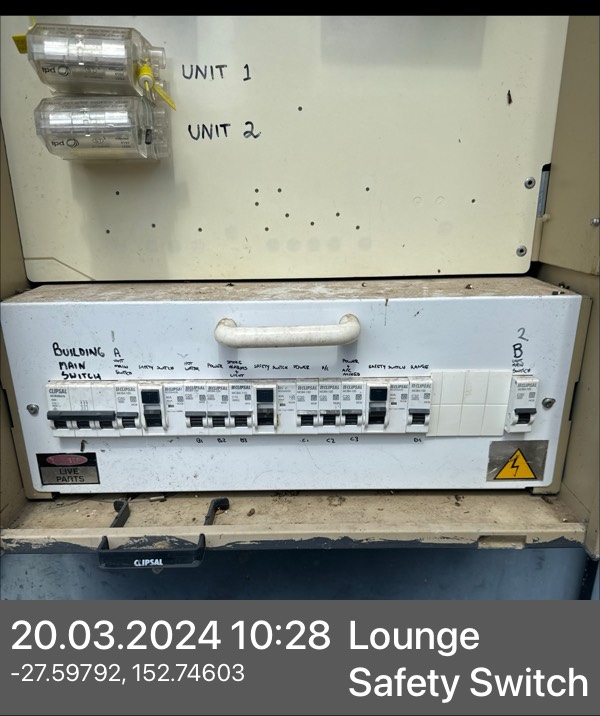 tpd
UNIT 1
tpd
UNIT 2
BUILDING
MAIN
SWITCH
1
A
UNIT
MAIN
SWITCH
SAFETY SWITCH
HOT
WATER
POWER
SMOKE
ALARMS
+
LIGHT
SAFETY SWITCH
POWER
A/C
POWER
SAFETY SWITCH
RANGE
2
B
UNIT
MAIN
SWITCH
CLIPSAL
B1
B2
B3
C1
C2
C3
D1
LIVE
PARTS
CLIPSAL
20.03.2024 10:28
-27.59792, 152.74603
Lounge
Safety Switch